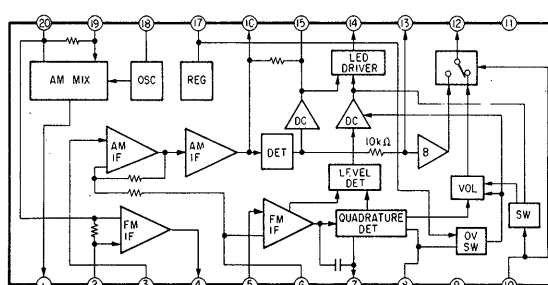 20 19 18 17 1C 15 14 13 12 11
LED
DRIVER
AM MIX
OSC
REG
DC
DC
AM
IF
AM
IF
DET
10kΩ
B
LEVEL
DET
VOL
SW
FM
IF
FM
IF
QUADRATURE
DET
OV
SW
1 2 3 4 5 6 7 8 9 10